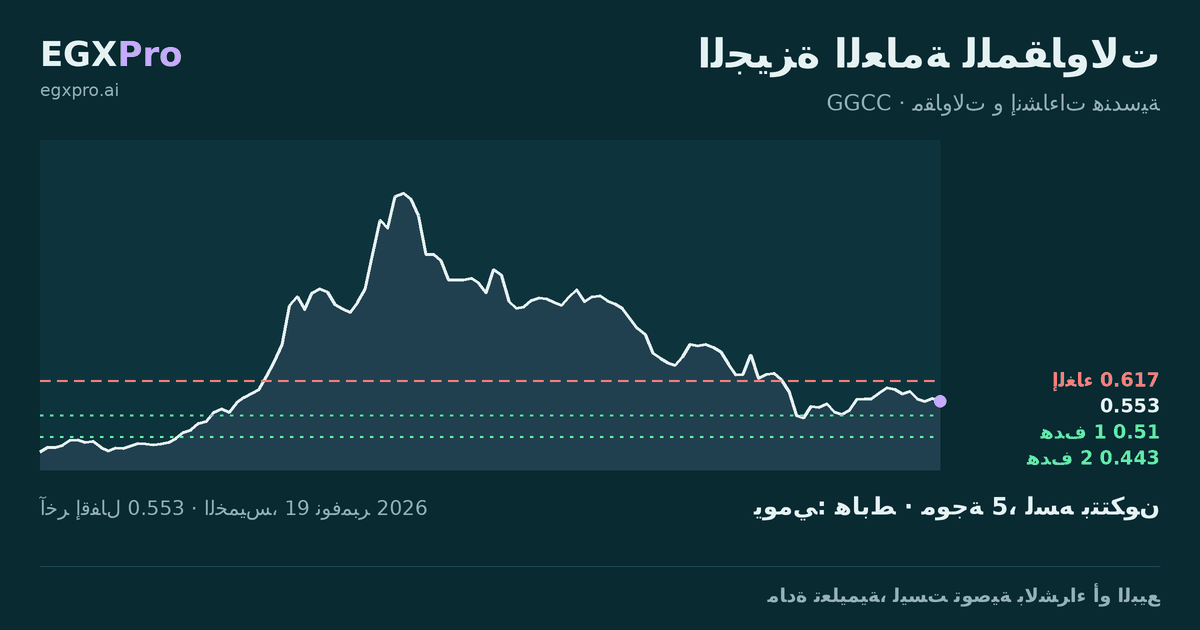 EGXPro
egxpro.ai
الجيزة العامة للمقاولات
GGCC · مقاولات و إنشاءات هندسية
إلغاء 0.617
0.553
هدف 1 0.51
هدف 2 0.443
يومي: هابط · موجة 5، لسه بتتكون
آخر إقفال 0.553 · الخميس، 19 نوفمبر 2026
مادة تعليمية، ليست توصية بالشراء أو البيع